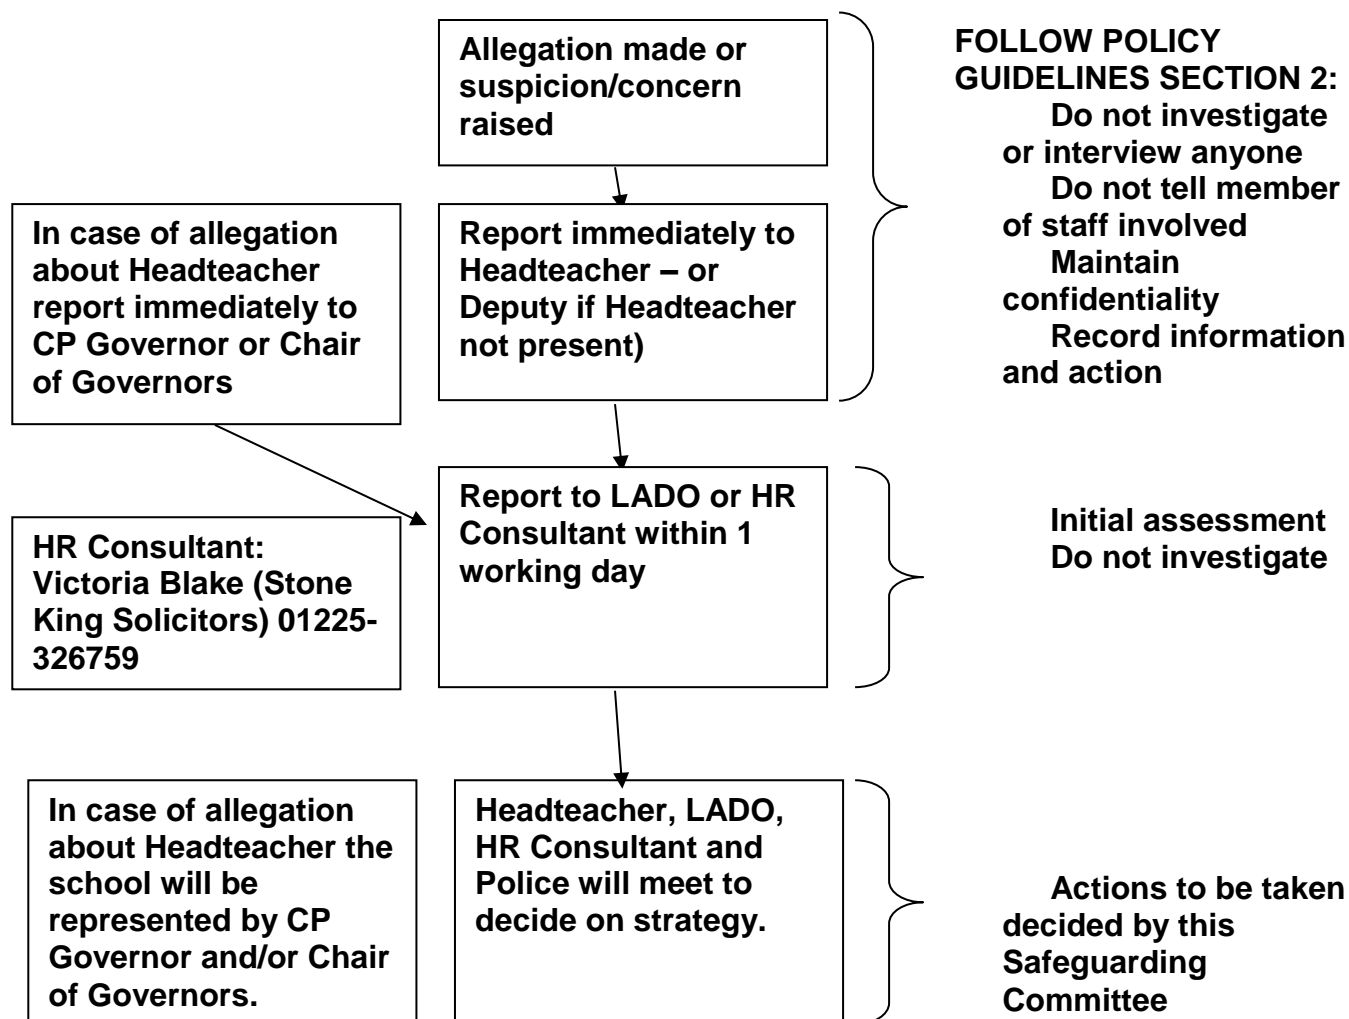 Allegation made or
suspicion/concern
raised
FOLLOW POLICY
GUIDELINES SECTION 2:
Do not investigate
or interview anyone
Do not tell member
of staff involved
Maintain
confidentiality
Record information
and action
In case of allegation
about Headteacher
report immediately to
CP Governor or Chair
of Governors
Report immediately to
Headteacher – or
Deputy if Headteacher
not present)
Report to LADO or HR
Consultant within 1
working day
Initial assessment
Do not investigate
HR Consultant:
Victoria Blake (Stone
King Solicitors) 01225-
326759
In case of allegation
about Headteacher the
school will be
represented by CP
Governor and/or Chair
of Governors.
Headteacher, LADO,
HR Consultant and
Police will meet to
decide on strategy.
Actions to be taken
decided by this
Safeguarding
Committee